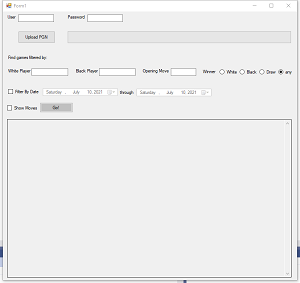 Form1
User Password
Upload PGN
Find games filtered by:
White Player Black Player Opening Move Winner White Black Draw any
Filter By Date Saturday , July 10, 2021 through Saturday , July 10, 2021
Show Moves Go!